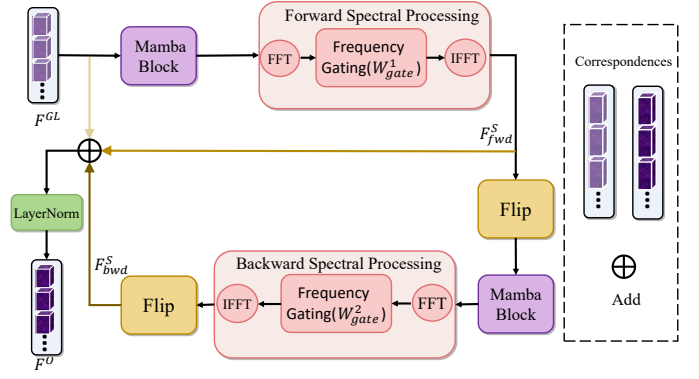 Forward Spectral Processing
Mamba
Block
FFT
Frequency
Gating(W^1_gate)
IFFT
F^GL
F^S_fwd
Correspondences
LayerNorm
Flip
F^S_bwd
Backward Spectral Processing
Flip
IFFT
Frequency
Gating(W^2_gate)
FFT
Mamba
Block
Add
F^O